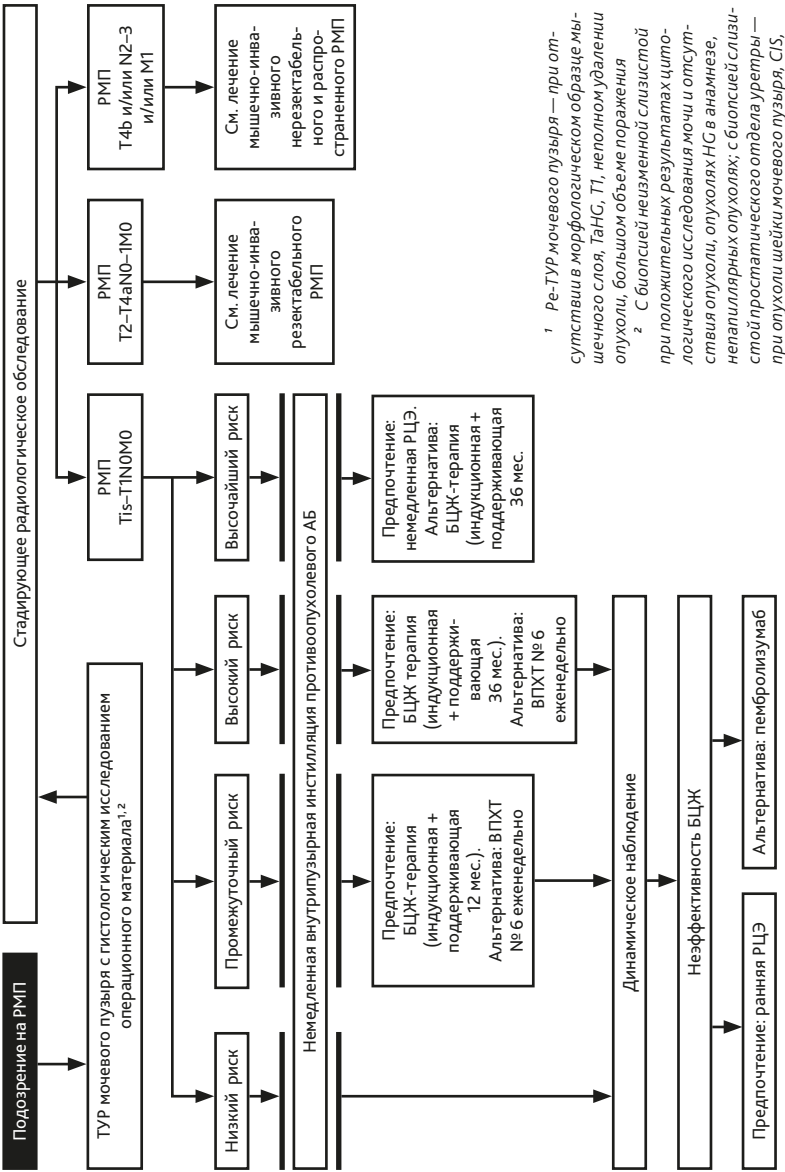 Подозрение на РМП
Стадирующее радиологическое обследование
ТУР мочевого пузыря с гистологическим исследованием
операционного материала¹,²
РМП
Tis–T1N0M0
РМП
T2–T4aN0–1M0
РМП
T4b и/или N2–3
и/или M1
Низкий риск
Промежуточный риск
Высокий риск
Высочайший риск
См. лечение
мышечно-инва-
зивного
резектабельного
РМП
См. лечение
мышечно-инва-
зивного
нерезектабель-
ного и распро-
страненного РМП
Немедленная внутрипузырная инстилляция противоопухолевого АБ
Предпочтение:
БЦЖ-терапия
(индукционная +
поддерживающая
12 мес.).
Альтернатива: ВПХТ
№ 6 еженедельно
Предпочтение:
БЦЖ терапия
(индукционная
+ поддержи-
вающая
36 мес.).
Альтернатива:
ВПХТ № 6
еженедельно
Предпочтение:
немедленная РЦЭ.
Альтернатива:
БЦЖ-терапия
(индукционная +
поддерживающая
36 мес.
Динамическое наблюдение
Неэффективность БЦЖ
Предпочтение: ранняя РЦЭ
Альтернатива: пембролизумаб
¹ Ре-ТУР мочевого пузыря — при от-
сутствии в морфологическом образце мы-
шечного слоя, TaHG, T1, неполном удалении
опухоли, большом объеме поражения
² С биопсией неизменной слизистой
при положительных результатах цито-
логического исследования мочи и отсут-
ствия опухоли, опухолях HG в анамнезе,
непапиллярных опухолях; с биопсией слизи-
стой простатического отдела уретры —
при опухоли шейки мочевого пузыря, CIS,